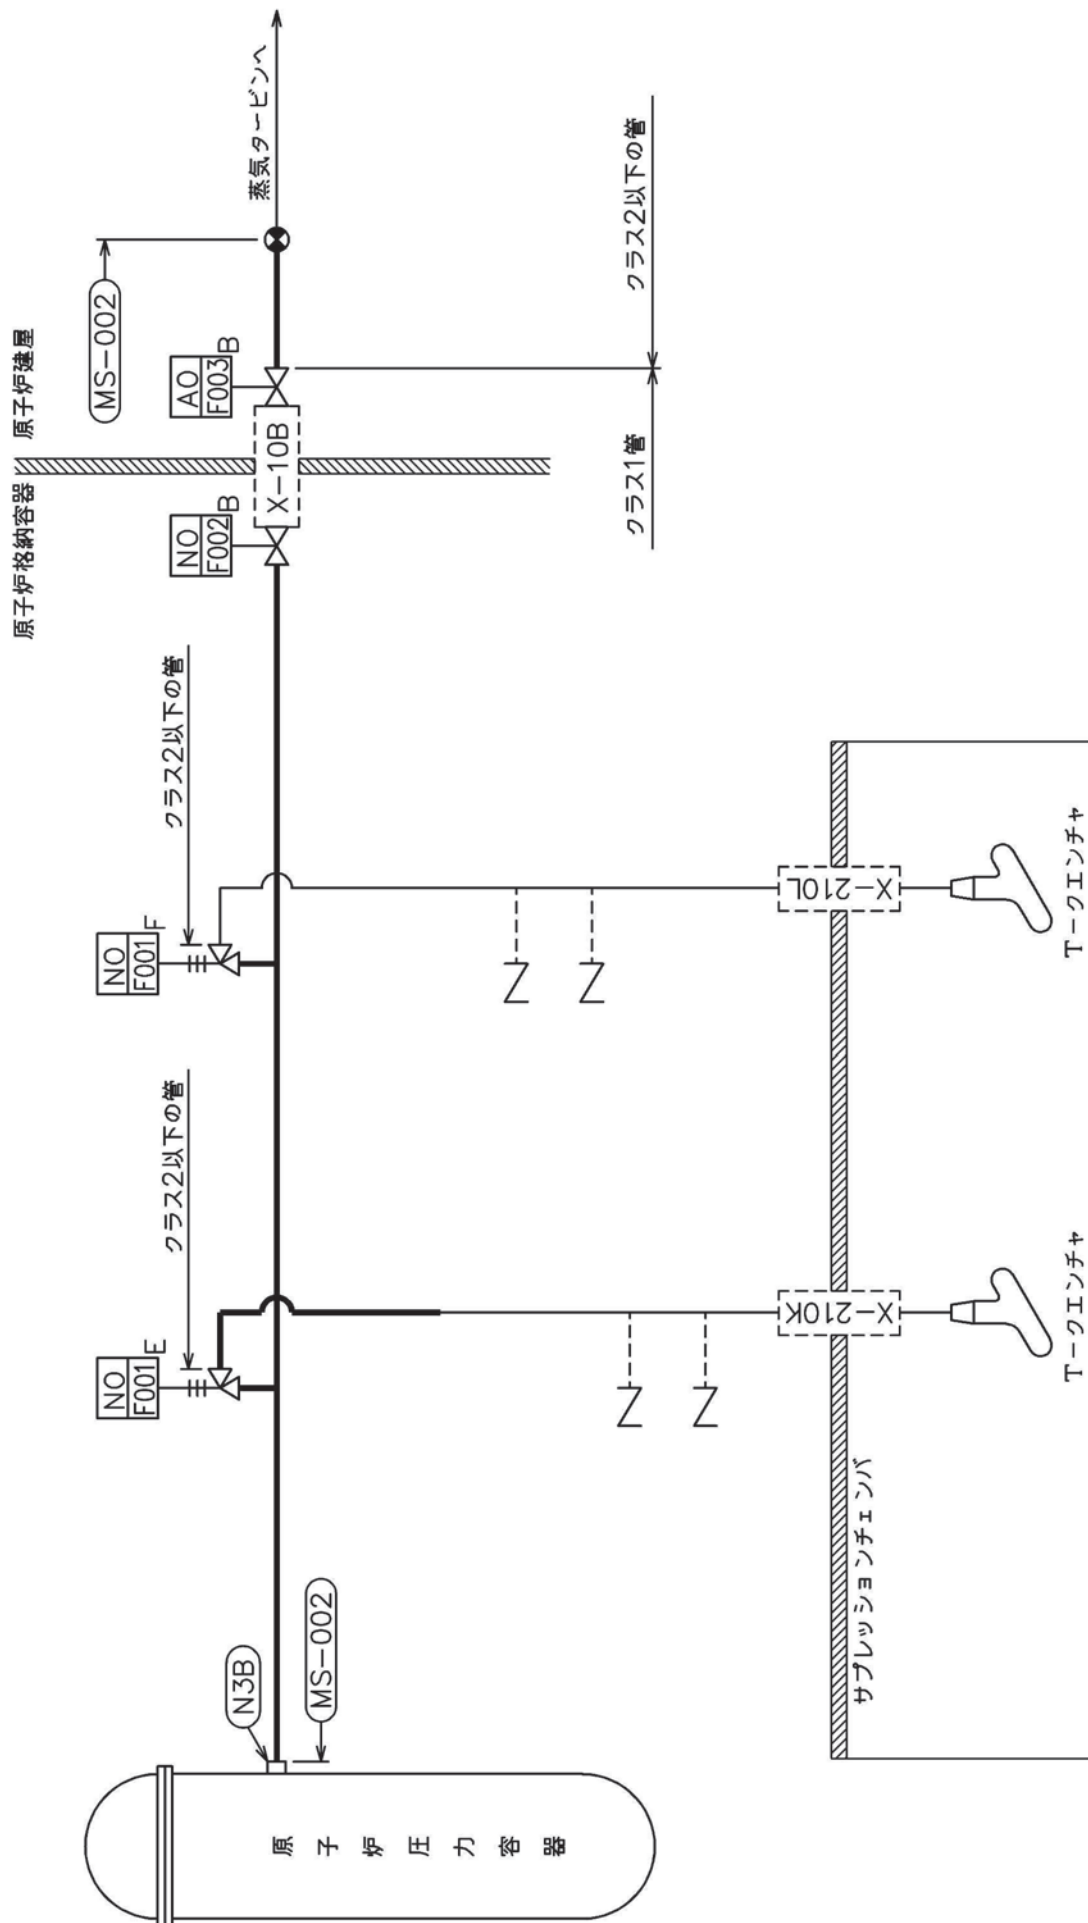 原子炉格納容器
原子炉建屋
MS-002
蒸気タービンへ
NO
F001
E
クラス2以下の管
NO
F001
F
クラス2以下の管
NO
F002
B
X-10B
AO
F003
B
クラス1管
クラス2以下の管
N3B
MS-002
原子炉圧力容器
サプレッションチェンバ
X-210K
X-210L
T-クエンチャ
T-クエンチャ